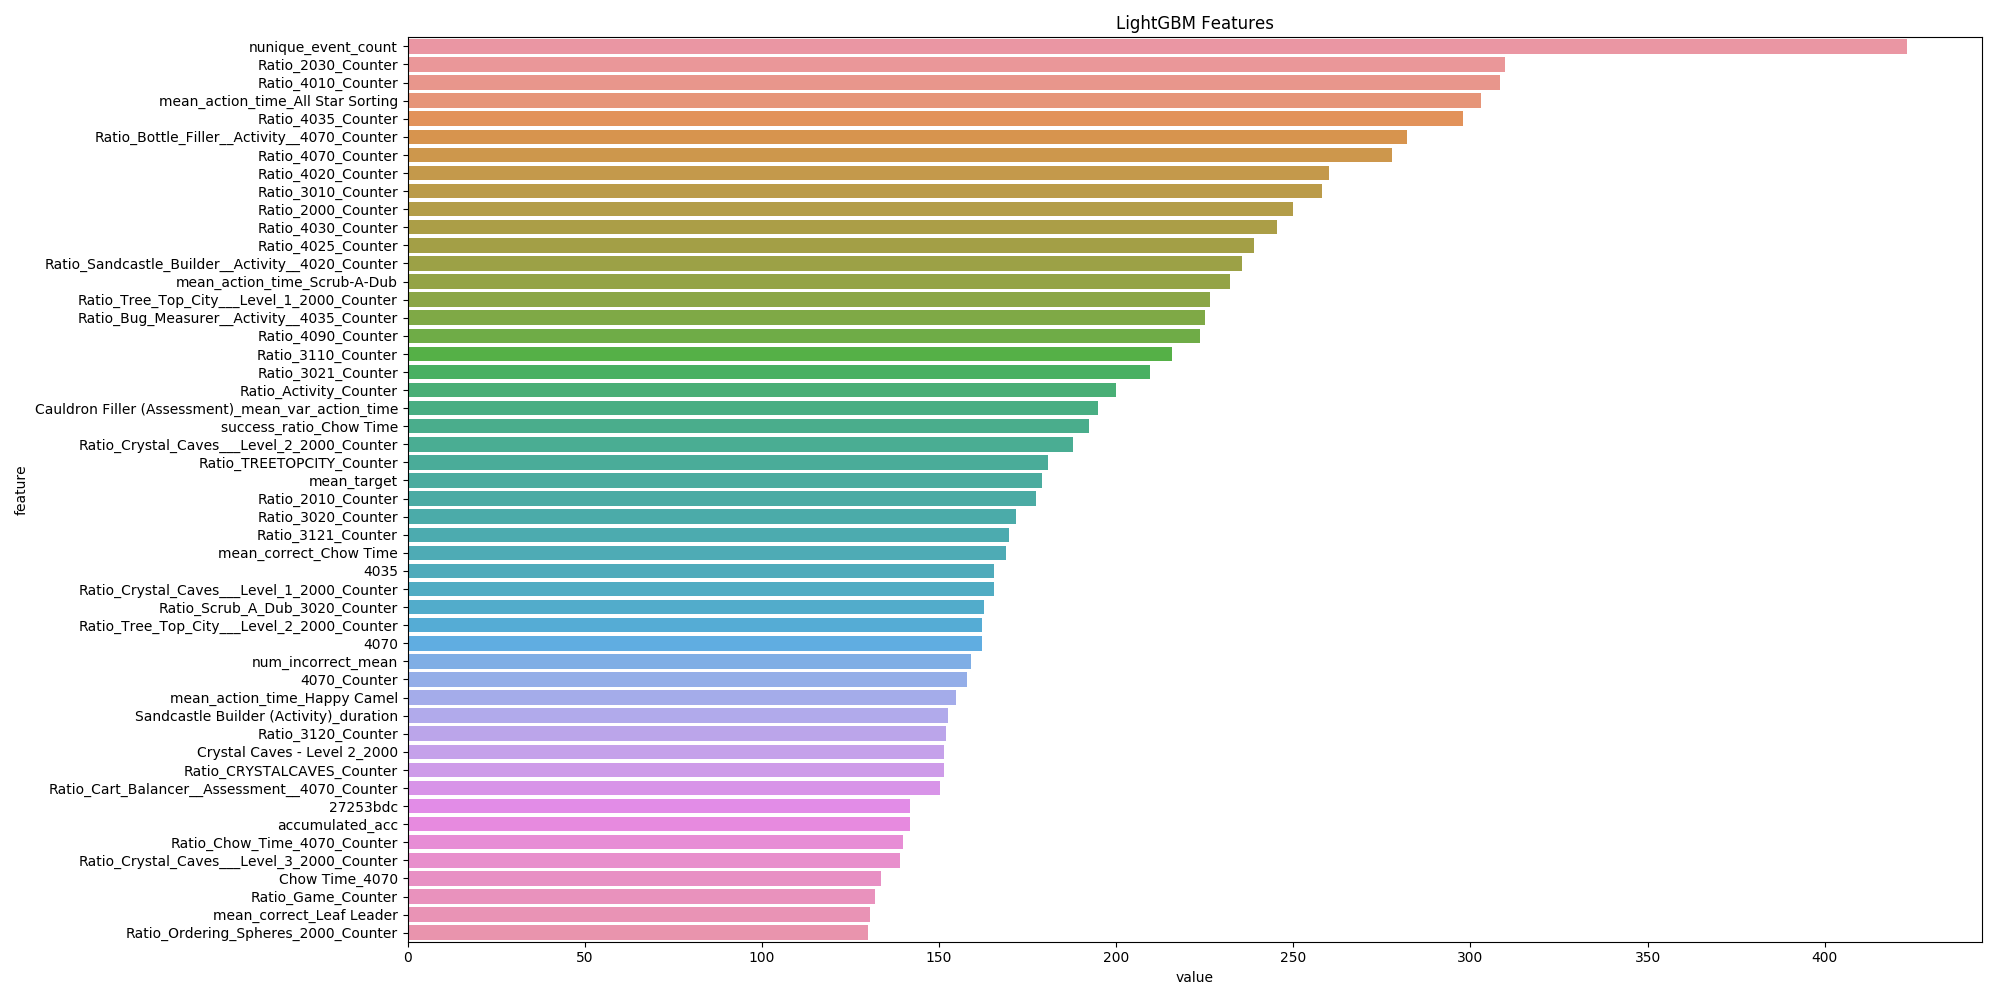 LightGBM Features
nunique_event_count
Ratio_2030_Counter
Ratio_4010_Counter
mean_action_time_All Star Sorting
Ratio_4035_Counter
Ratio_Bottle_Filler__Activity__4070_Counter
Ratio_4070_Counter
Ratio_4020_Counter
Ratio_3010_Counter
Ratio_2000_Counter
Ratio_4030_Counter
Ratio_4025_Counter
Ratio_Sandcastle_Builder__Activity__4020_Counter
mean_action_time_Scrub-A-Dub
Ratio_Tree_Top_City___Level_1_2000_Counter
Ratio_Bug_Measurer__Activity__4035_Counter
Ratio_4090_Counter
Ratio_3110_Counter
Ratio_3021_Counter
Ratio_Activity_Counter
Cauldron Filler (Assessment)_mean_var_action_time
success_ratio_Chow Time
Ratio_Crystal_Caves___Level_2_2000_Counter
Ratio_TREETOPCITY_Counter
mean_target
Ratio_2010_Counter
Ratio_3020_Counter
Ratio_3121_Counter
mean_correct_Chow Time
4035
Ratio_Crystal_Caves___Level_1_2000_Counter
Ratio_Scrub_A_Dub_3020_Counter
Ratio_Tree_Top_City___Level_2_2000_Counter
4070
num_incorrect_mean
4070_Counter
mean_action_time_Happy Camel
Sandcastle Builder (Activity)_duration
Ratio_3120_Counter
Crystal Caves - Level 2_2000
Ratio_CRYSTALCAVES_Counter
Ratio_Cart_Balancer__Assessment__4070_Counter
27253bdc
accumulated_acc
Ratio_Chow_Time_4070_Counter
Ratio_Crystal_Caves___Level_3_2000_Counter
Chow Time_4070
Ratio_Game_Counter
mean_correct_Leaf Leader
Ratio_Ordering_Spheres_2000_Counter
feature
0 50 100 150 200 250 300 350 400
value